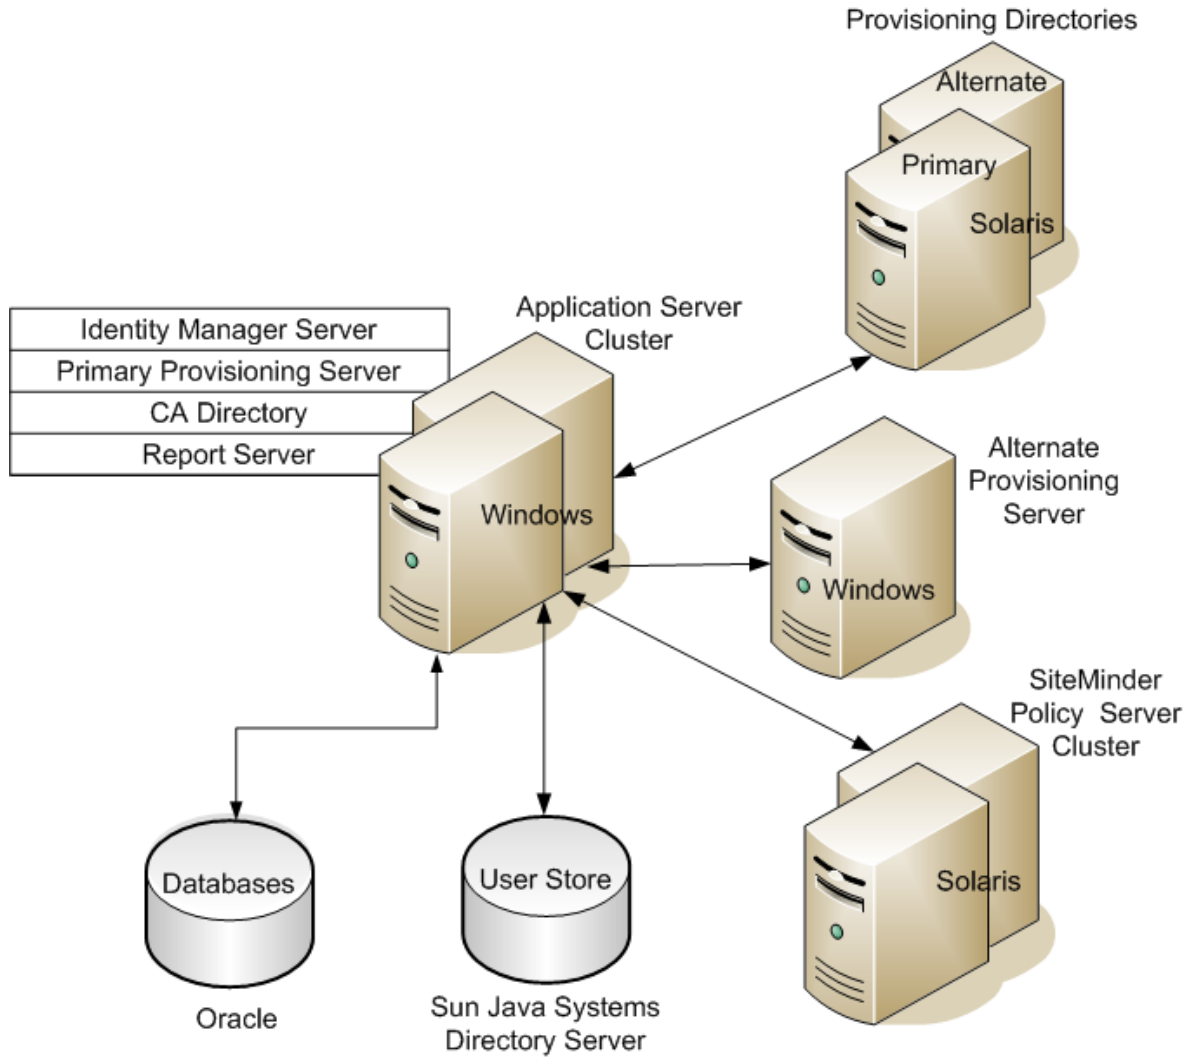 Provisioning Directories
Alternate
Primary
Solaris
Application Server
Cluster
Identity Manager Server
Primary Provisioning Server
CA Directory
Report Server
Windows
Alternate
Provisioning
Server
Windows
SiteMinder
Policy Server
Cluster
Solaris
Databases
User Store
Oracle
Sun Java Systems
Directory Server